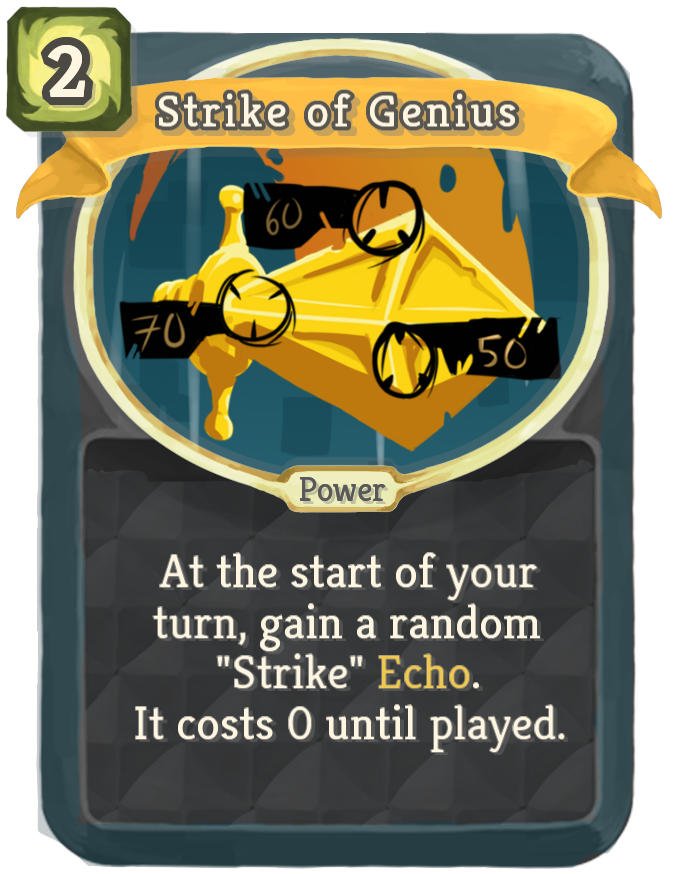 2
Strike of Genius
60
70
50
Power
At the start of your
turn, gain a random
"Strike" Echo.
It costs 0 until played.